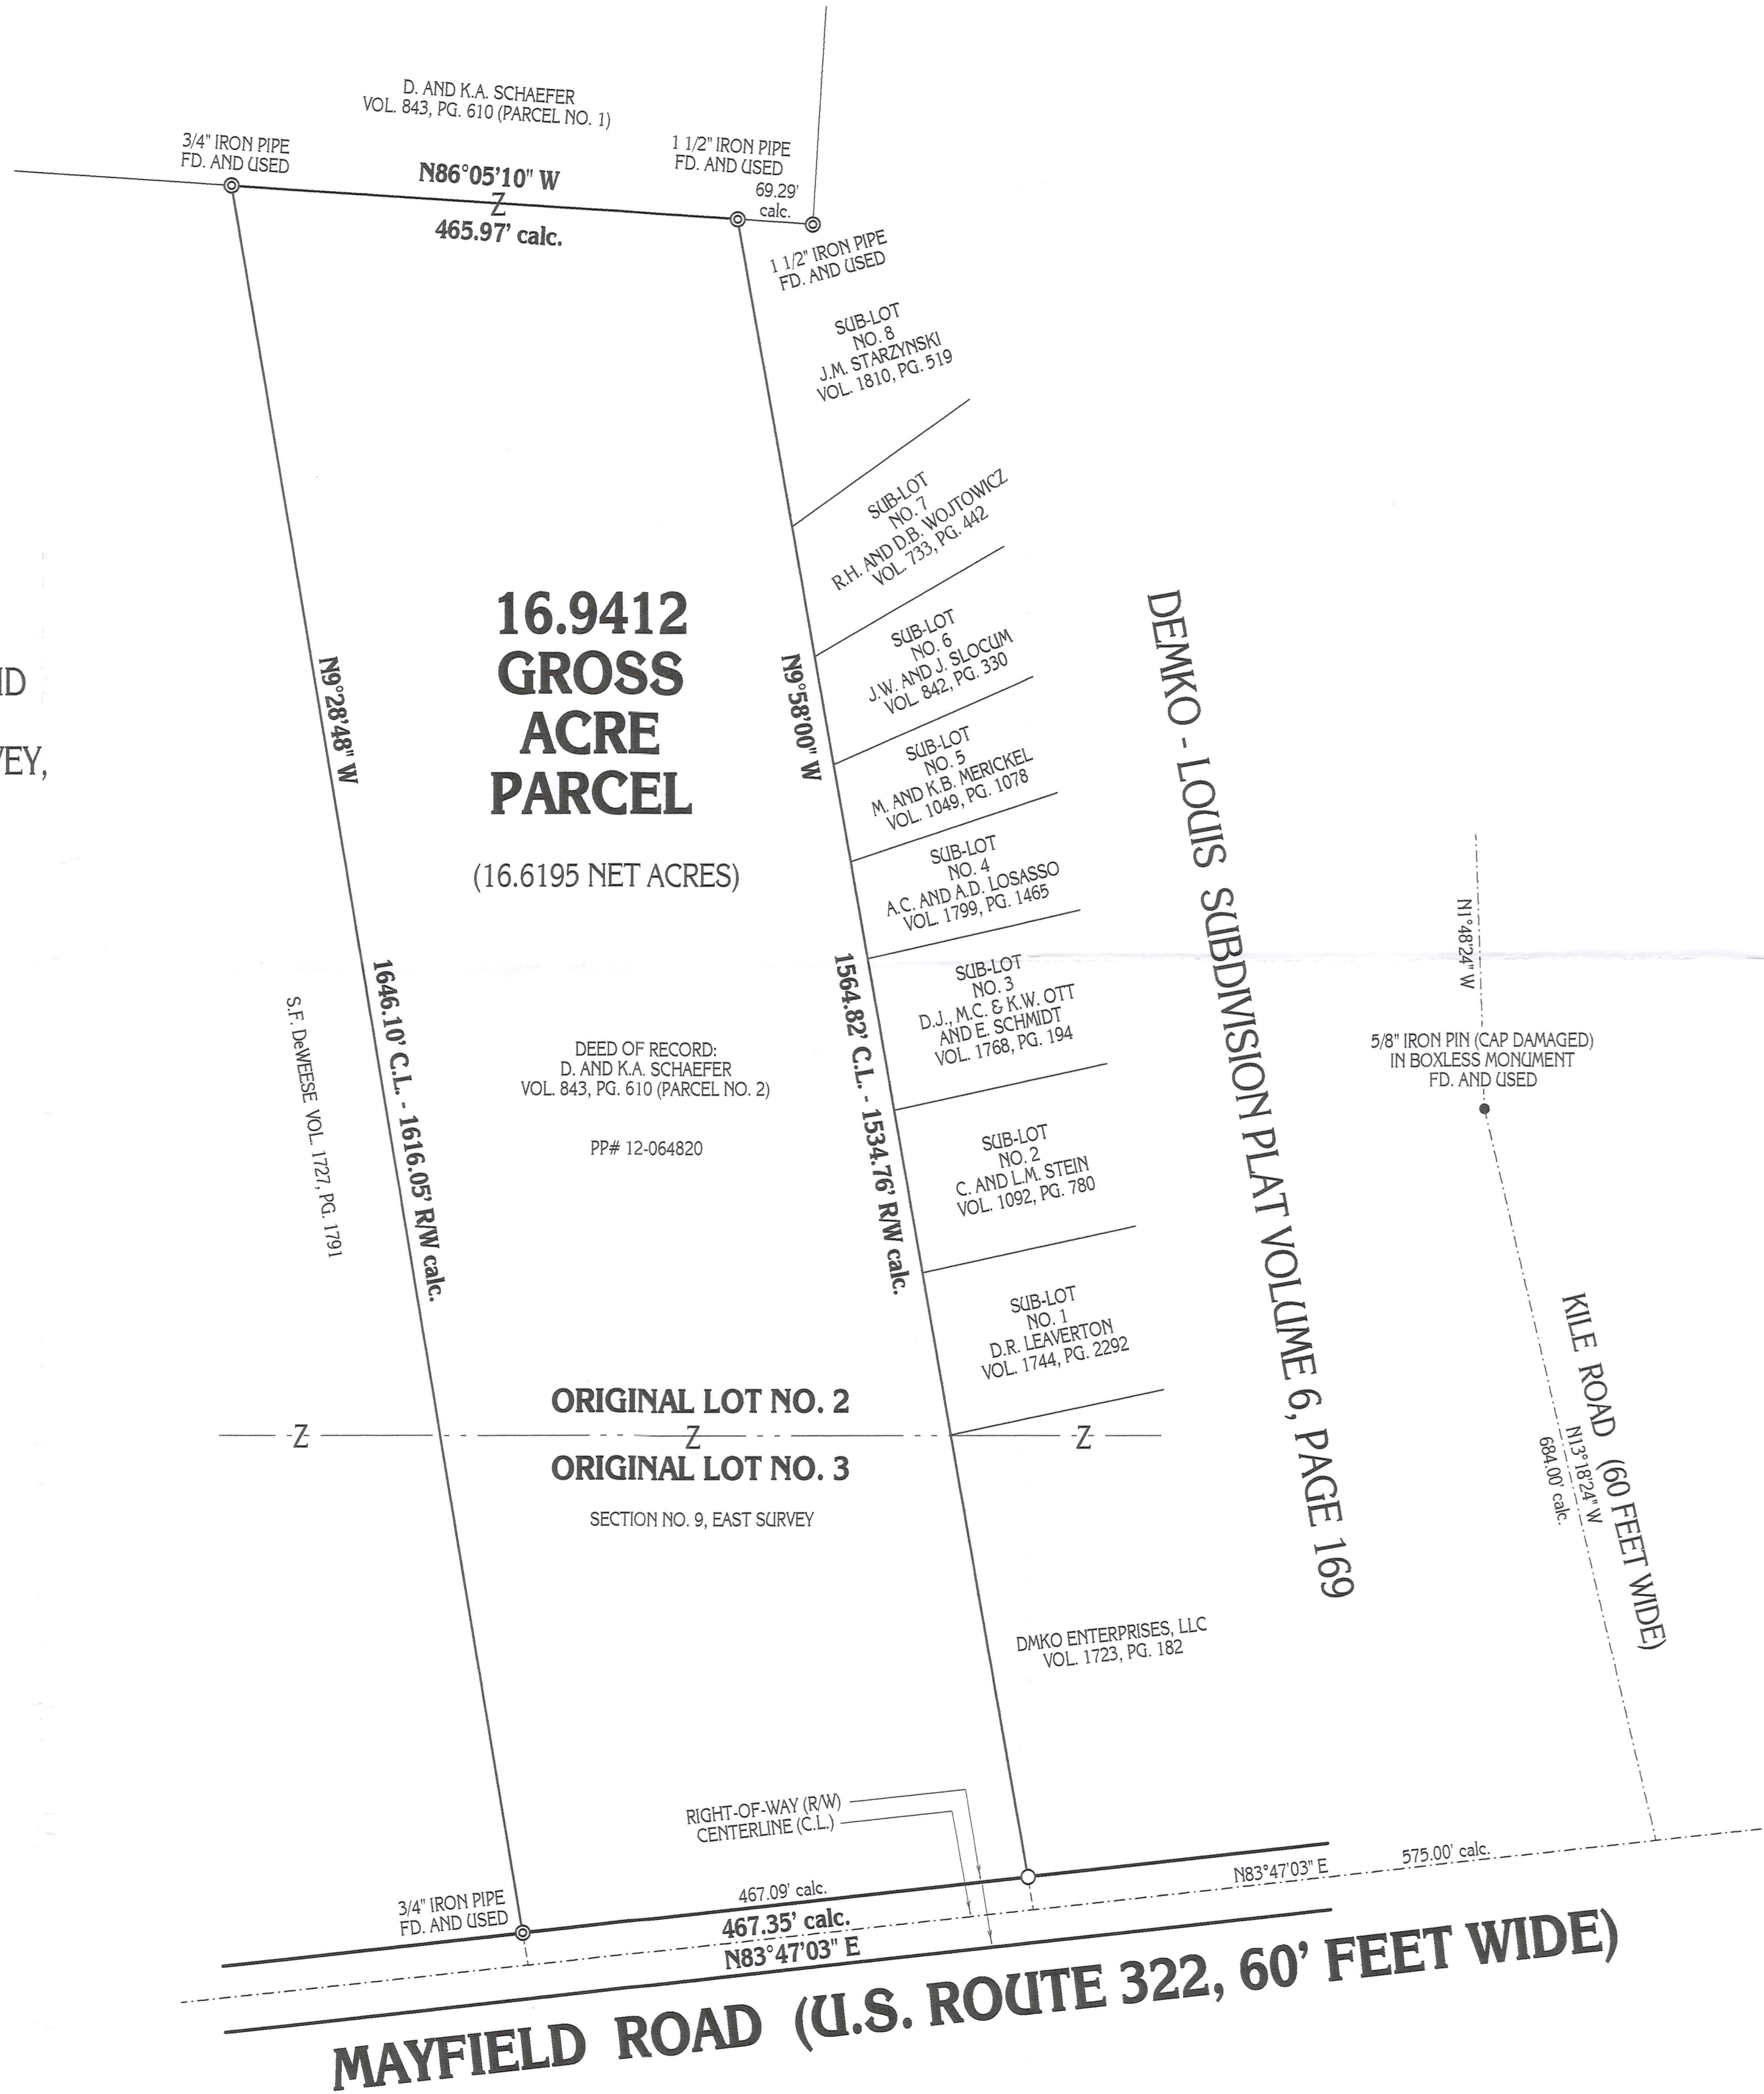 D. AND K.A. SCHAEFER
VOL. 843, PG. 610 (PARCEL NO. 1)
3/4" IRON PIPE
FD. AND USED
1 1/2" IRON PIPE
FD. AND USED
N86°05'10" W
Z
465.97' calc.
69.29'
calc.
1 1/2" IRON PIPE
FD. AND USED
SUB-LOT
NO. 8
J.M. STARZYNSKI
VOL. 1810, PG. 519
SUB-LOT
NO. 7
R.H. AND D.B. WOJTOWICZ
VOL. 733, PG. 442
16.9412
GROSS
ACRE
PARCEL
(16.6195 NET ACRES)
N9°28'48" W
N9°58'00" W
SUB-LOT
NO. 6
J.W. AND J. SLOCUM
VOL. 842, PG. 330
ID
VEY,
SUB-LOT
NO. 5
M. AND K.B. MERICKEL
VOL. 1049, PG. 1078
SUB-LOT
NO. 4
A.C. AND A.D. LOSASSO
VOL. 1799, PG. 1465
DEMKO - LOUIS SUBDIVISION PLAT VOLUME 6, PAGE 169
N1°48'24" W
1646.10' C.L. - 1616.05' R/W calc.
1564.82' C.L. - 1534.76' R/W calc.
SUB-LOT
NO. 3
D.J., M.C. & K.W. OTT
AND E. SCHMIDT
VOL. 1768, PG. 194
S.F. DeWEESE VOL. 1727, PG. 1791
DEED OF RECORD:
D. AND K.A. SCHAEFER
VOL. 843, PG. 610 (PARCEL NO. 2)
PP# 12-064820
5/8" IRON PIN (CAP DAMAGED)
IN BOXLESS MONUMENT
FD. AND USED
SUB-LOT
NO. 2
C. AND L.M. STEIN
VOL. 1092, PG. 780
SUB-LOT
NO. 1
D.R. LEAVERTON
VOL. 1744, PG. 2292
KILE ROAD (60 FEET WIDE)
N13°18'24" W
684.00' calc.
ORIGINAL LOT NO. 2
Z Z Z
ORIGINAL LOT NO. 3
SECTION NO. 9, EAST SURVEY
DMKO ENTERPRISES, LLC
VOL. 1723, PG. 182
RIGHT-OF-WAY (R/W)
CENTERLINE (C.L.)
3/4" IRON PIPE
FD. AND USED
467.09' calc.
467.35' calc.
N83°47'03" E
N83°47'03" E
575.00' calc.
MAYFIELD ROAD (U.S. ROUTE 322, 60' FEET WIDE)